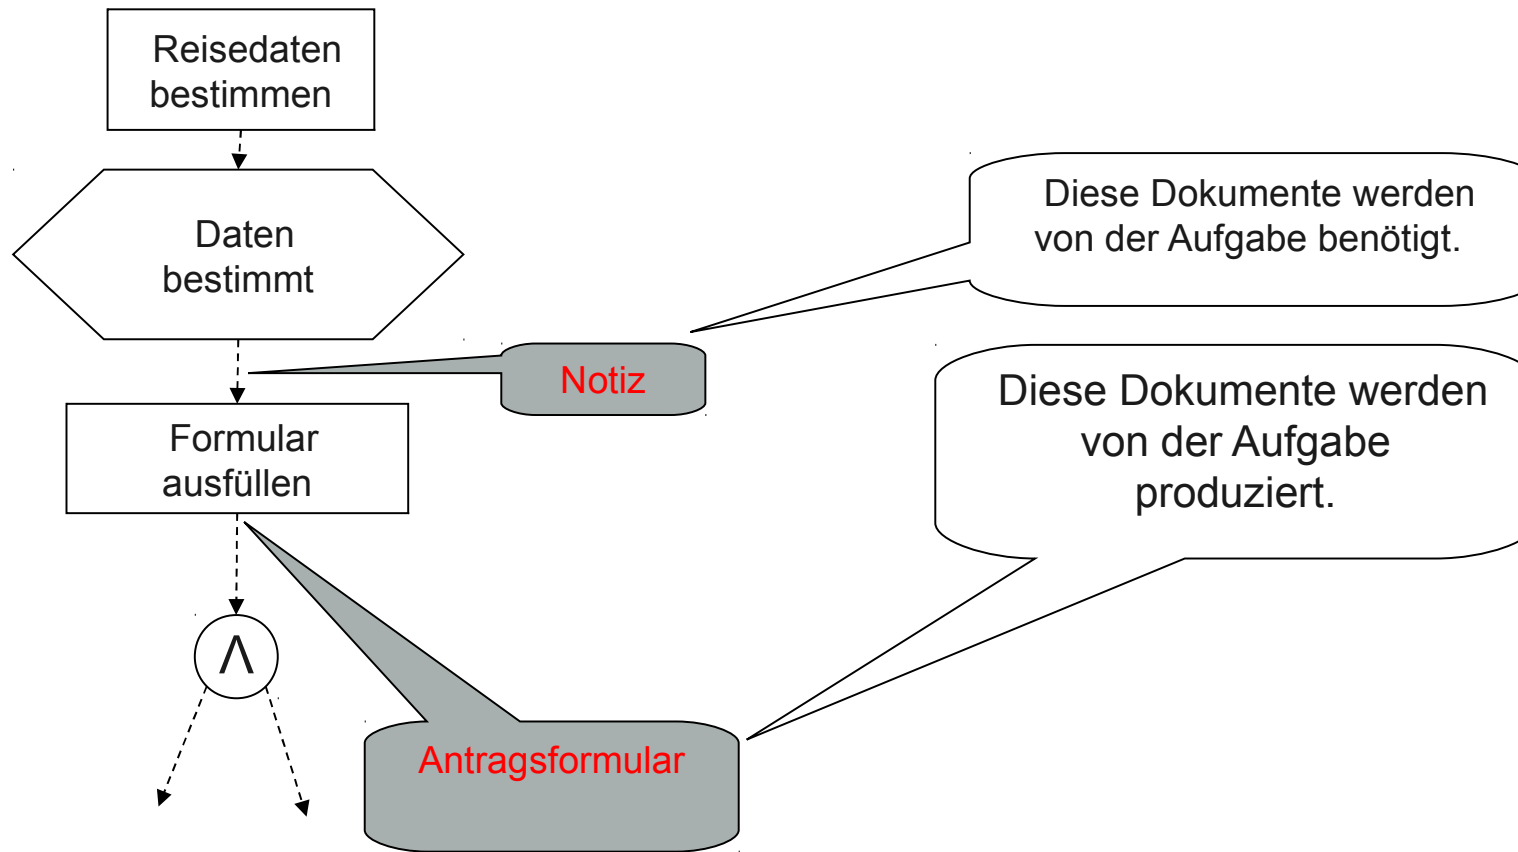 Reisedaten
bestimmen
Daten
bestimmt
Diese Dokumente werden
von der Aufgabe benötigt.
Notiz
Diese Dokumente werden
von der Aufgabe
produziert.
Formular
ausfüllen
Λ
Antragsformular